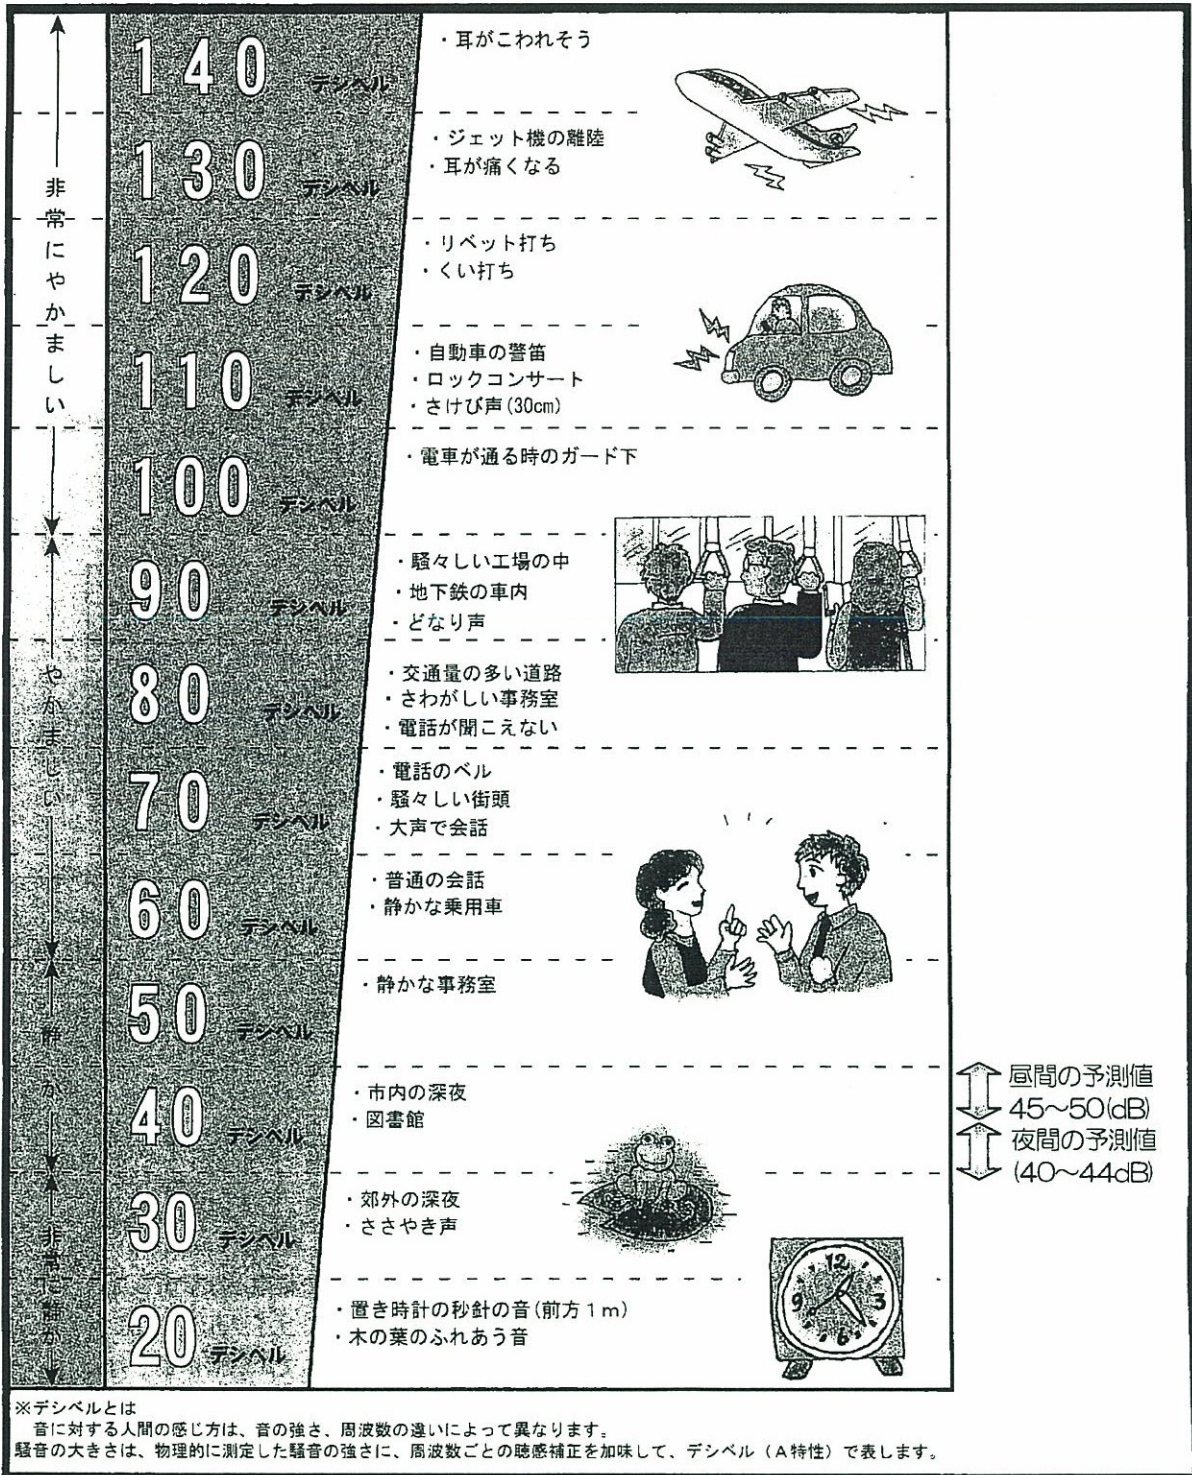 非常にやかましい
やかましい
静か
非常に静か
140 デシベル
・耳がこわれそう
130 デシベル
・ジェット機の離陸
・耳が痛くなる
120 デシベル
・リベット打ち
・くい打ち
110 デシベル
・自動車の警笛
・ロックコンサート
・さけび声(30cm)
100 デシベル
・電車が通る時のガード下
90 デシベル
・騒々しい工場の中
・地下鉄の車内
・どなり声
80 デシベル
・交通量の多い道路
・さわがしい事務室
・電話が聞こえない
70 デシベル
・電話のベル
・騒々しい街頭
・大声で会話
60 デシベル
・普通の会話
・静かな乗用車
50 デシベル
・静かな事務室
40 デシベル
・市内の深夜
・図書館
昼間の予測値
45~50(dB)
夜間の予測値
(40~44dB)
30 デシベル
・郊外の深夜
・ささやき声
20 デシベル
・置き時計の秒針の音(前方1m)
・木の葉のふれあう音
12
9 3
6
※デシベルとは
音に対する人間の感じ方は、音の強さ、周波数の違いによって異なります。
騒音の大きさは、物理的に測定した騒音の強さに、周波数ごとの聴感補正を加味して、デシベル(A特性)で表します。